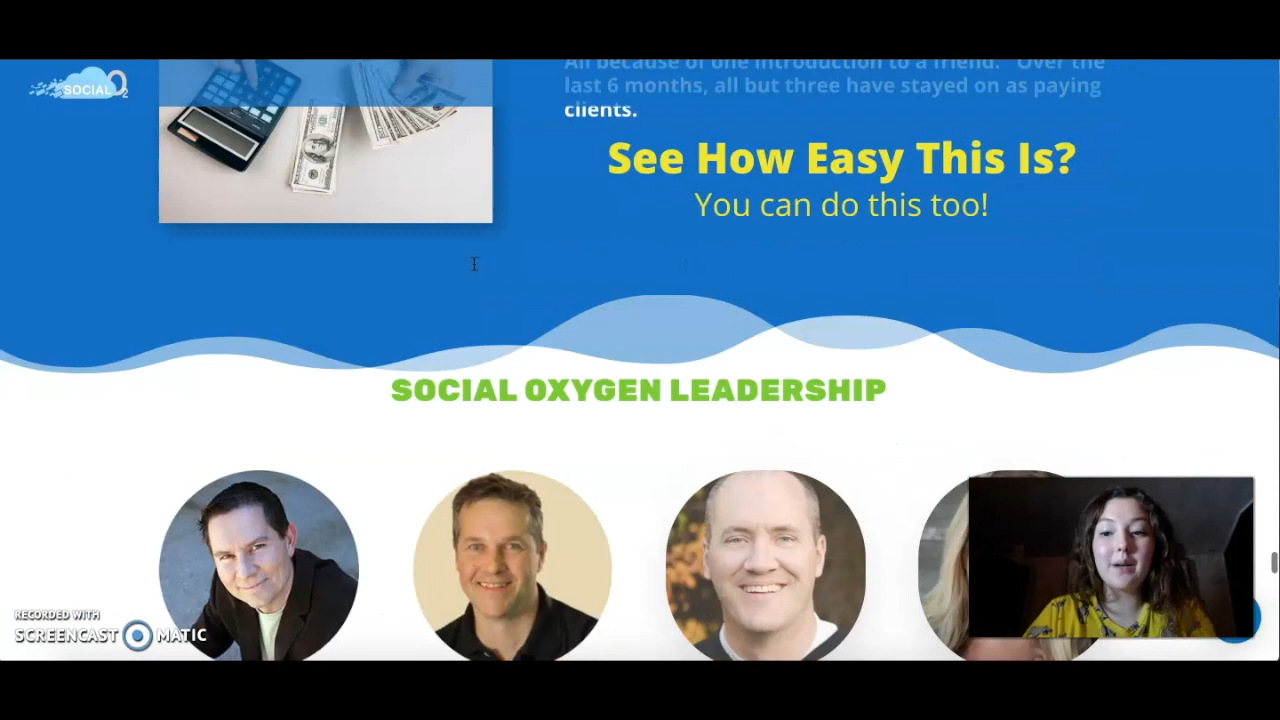 SOCIAL O2
All because of one introduction to a friend. Over the
last 6 months, all but three have stayed on as paying
clients.
See How Easy This Is?
You can do this too!
SOCIAL OXYGEN LEADERSHIP
RECORDED WITH
SCREENCAST MATIC